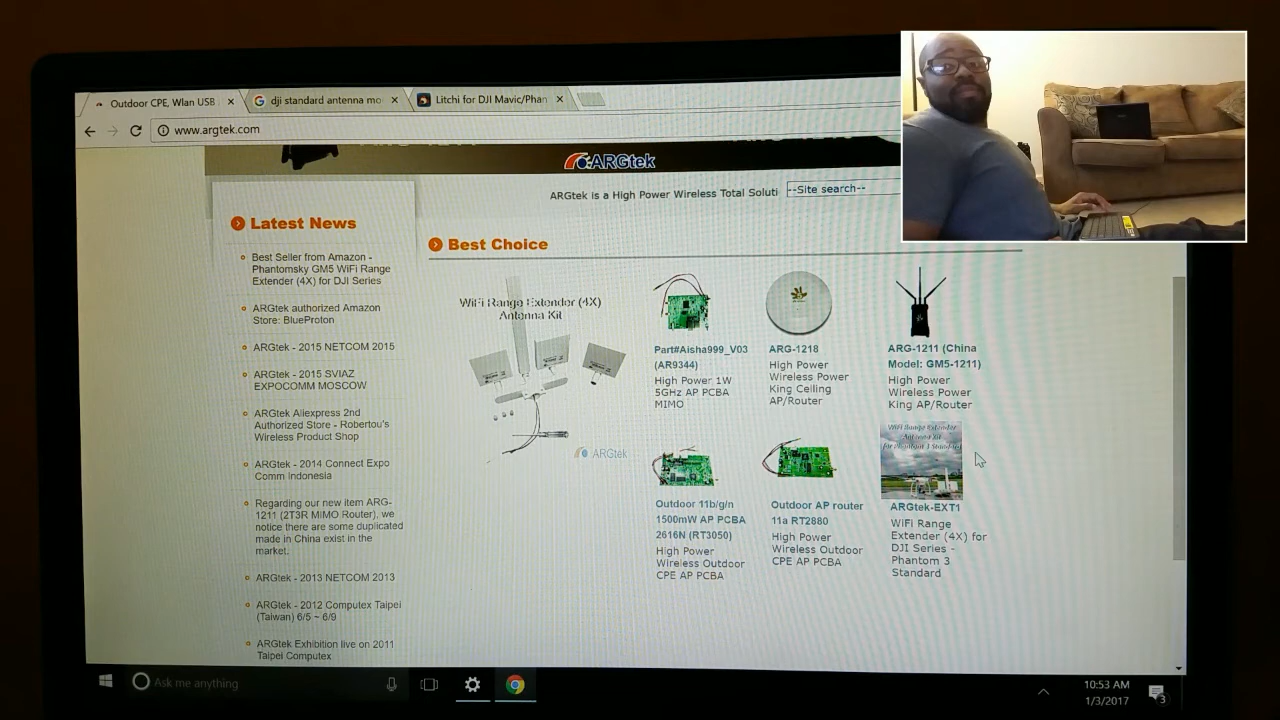 Outdoor CPE, Wlan USB
dji standard antenna mo
Litchi for DJI Mavic/Phan
www.argtek.com
ARGtek
ARGtek is a High Power Wireless Total Soluti
--Site search--
Latest News
Best Seller from Amazon -
Phantomsky GM5 WiFi Range
Extender (4X) for DJI Series
ARGtek authorized Amazon
Store: BlueProton
ARGtek - 2015 NETCOM 2015
ARGtek - 2015 SVIAZ
EXPOCOMM MOSCOW
ARGtek Aliexpress 2nd
Authorized Store - Robertou's
Wireless Product Shop
ARGtek - 2014 Connect Expo
Comm Indonesia
Regarding our new item ARG-
1211 (2T3R MiMO Router), we
notice there are some duplicated
made in China exist in the
market.
ARGtek - 2013 NETCOM 2013
ARGtek - 2012 Computex Taipei
(Taiwan) 6/5 ~ 6/9
ARGtek Exhibition live on 2011
Taipei Computex
Best Choice
WiFi Range Extender (4X)
Antenna Kit
ARGtek
Part#Aisha999_V03
(AR9344)
High Power 1W
5GHz AP PCBA
MIMO
ARG-1218
High Power
Wireless Power
King Ceiling
AP/Router
ARG-1211 (China
Model: GM5-1211)
High Power
Wireless Power
King AP/Router
Outdoor 11b/g/n
1500mW AP PCBA
2616N (RT3050)
High Power
Wireless Outdoor
CPE AP PCBA
Outdoor AP router
11a RT2880
High Power
Wireless Outdoor
CPE AP PCBA
WiFi Range Extender
Antenna Kit
for Phantom 3 Standard
ARGtek-EXT1
WiFi Range
Extender (4X) for
DJI Series -
Phantom 3
Standard
Ask me anything
10:53 AM
1/3/2017
3